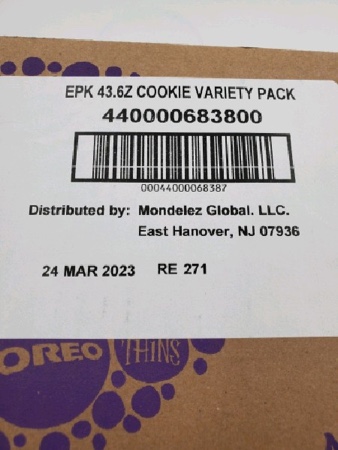 EPK 43.6Z COOKIE VARIETY PACK
440000683800
00044000068387
Distributed by: Mondelez Global. LLC.
East Hanover, NJ 07936
24 MAR 2023 RE 271
OREO THINS